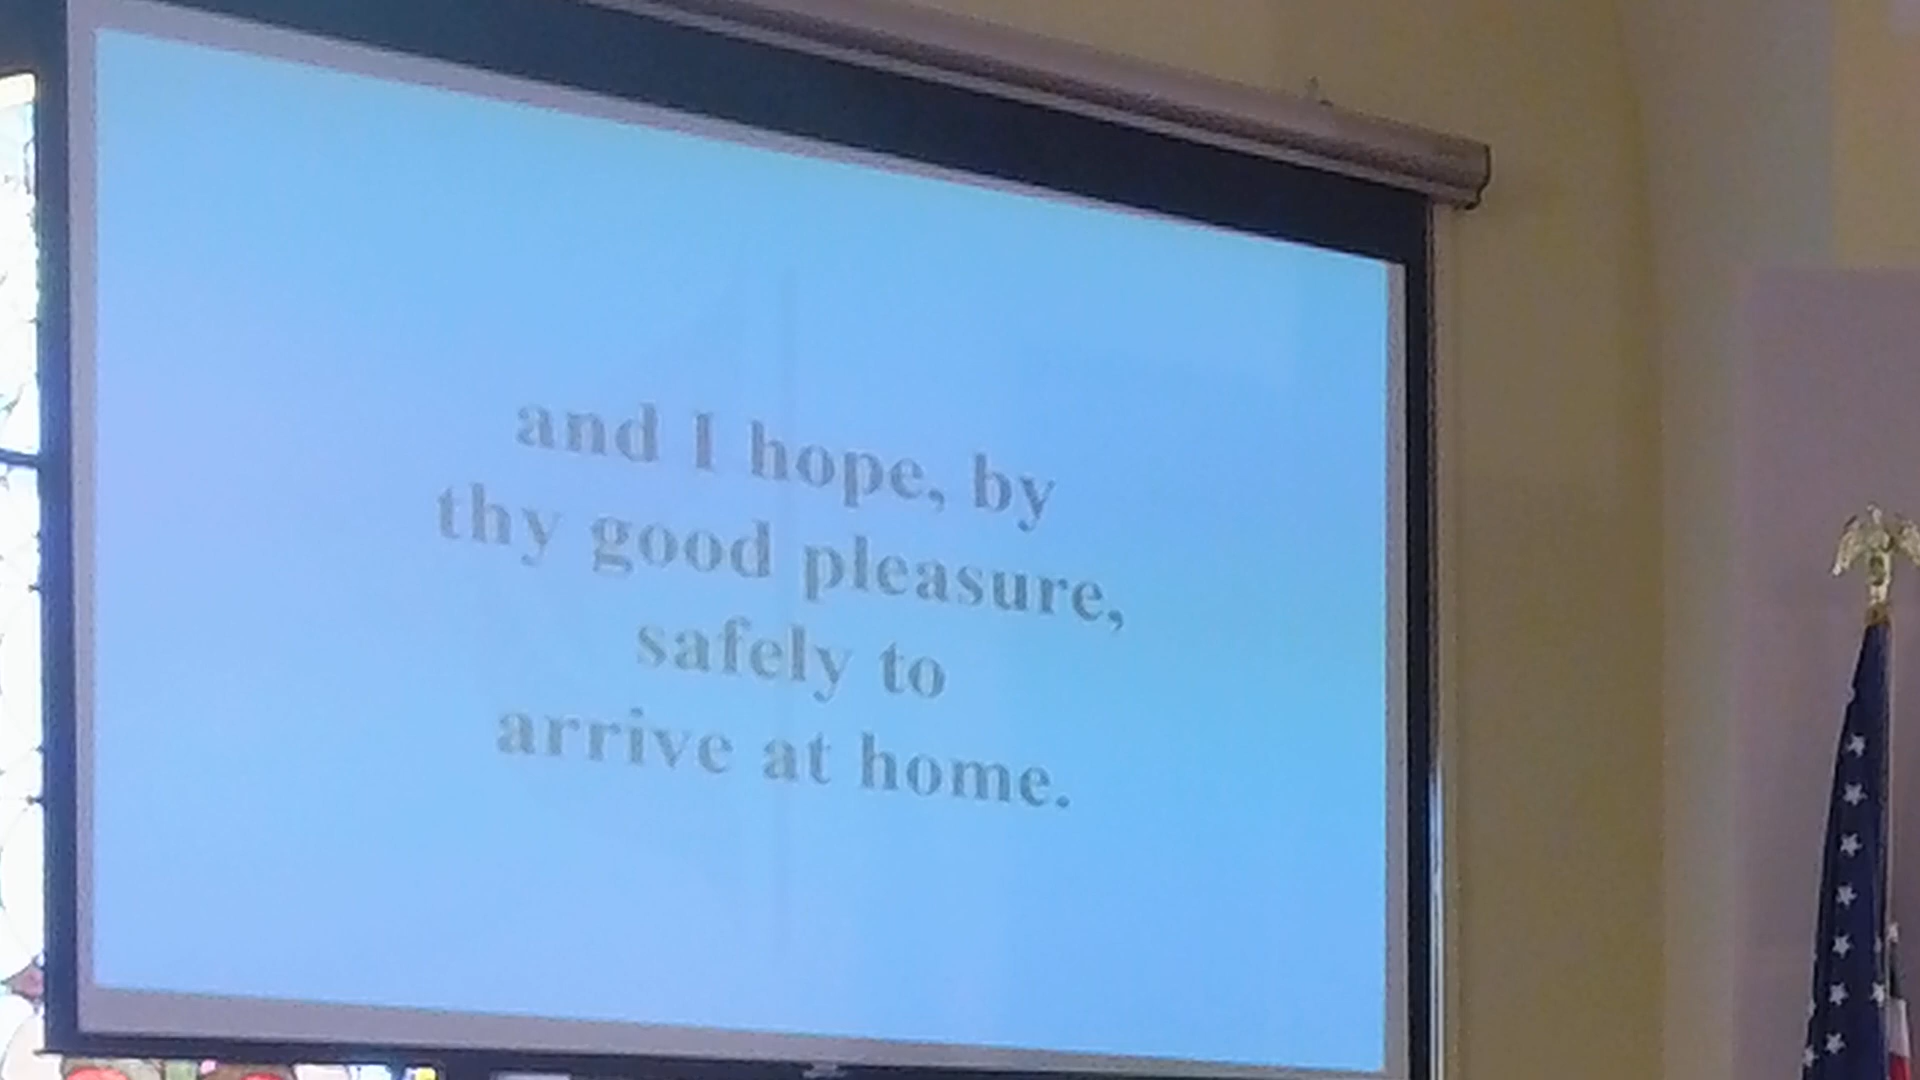 and I hope, by
thy good pleasure,
safely to
arrive at home.